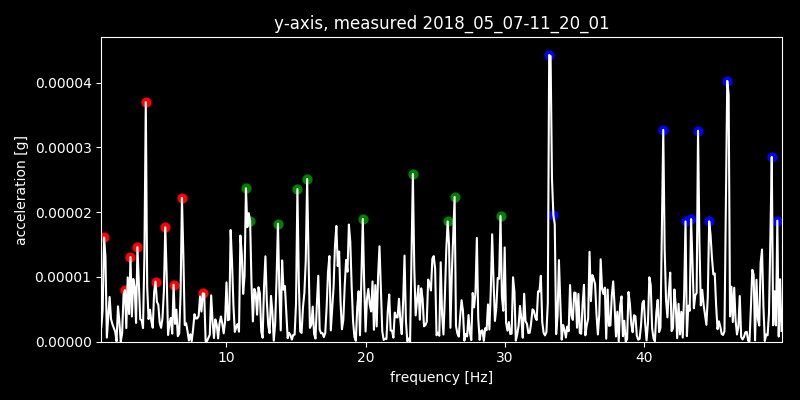 y-axis, measured 2018_05_07-11_20_01
acceleration [g]
0.00004
0.00003
0.00002
0.00001
0.00000
10 20 30 40
frequency [Hz]